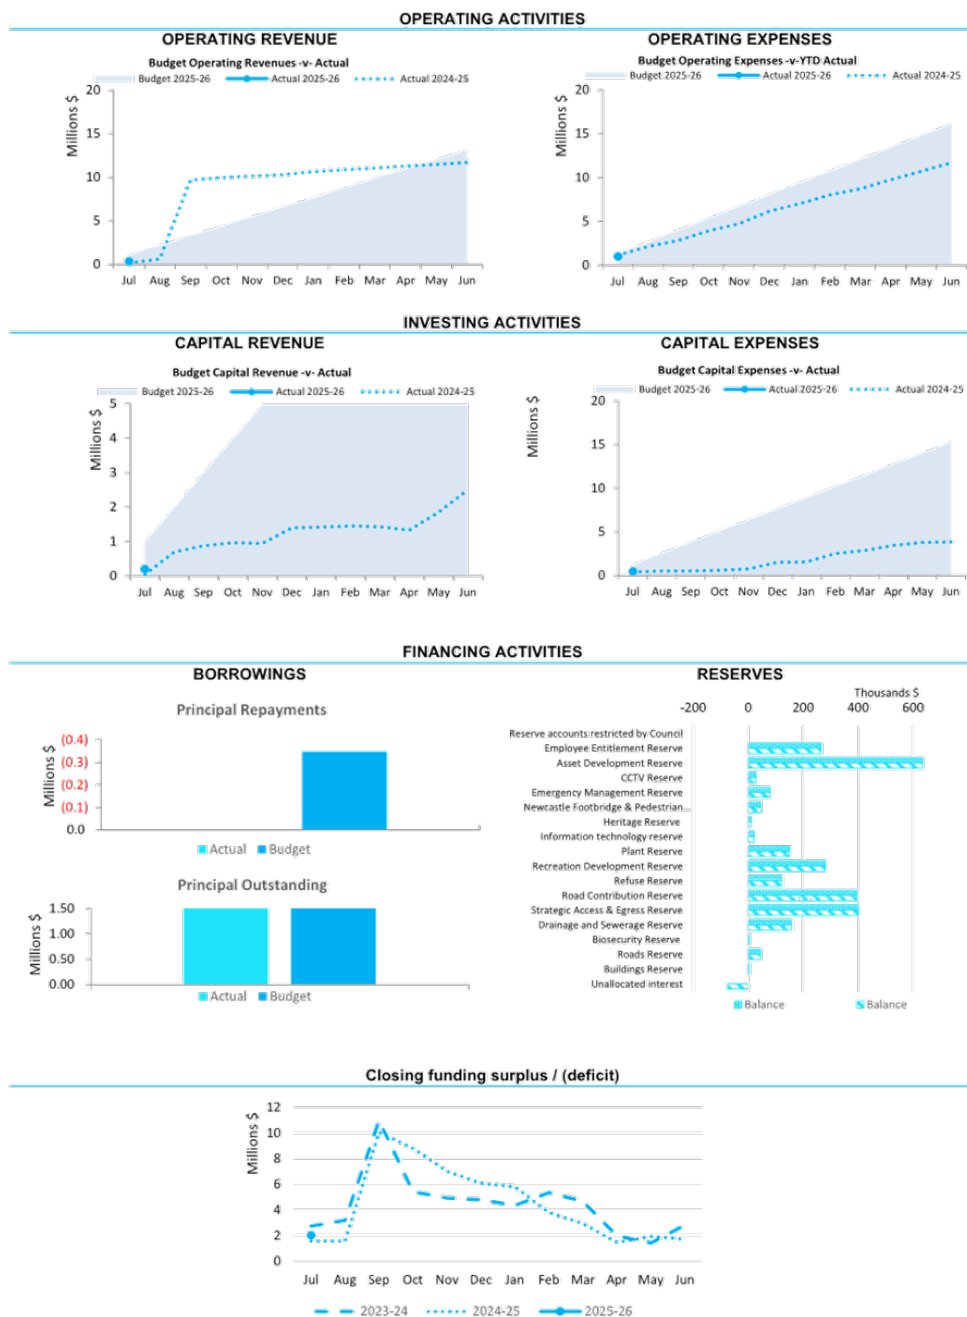 OPERATING ACTIVITIES
OPERATING REVENUE
Budget Operating Revenues -v- Actual
Budget 2025-26 Actual 2025-26 Actual 2024-25
Millions $
20
15
10
5
0
Jul Aug Sep Oct Nov Dec Jan Feb Mar Apr May Jun
OPERATING EXPENSES
Budget Operating Expenses -v-YTD Actual
Budget 2025-26 Actual 2025-26 Actual 2024-25
Millions $
20
15
10
5
0
Jul Aug Sep Oct Nov Dec Jan Feb Mar Apr May Jun
INVESTING ACTIVITIES
CAPITAL REVENUE
Budget Capital Revenue -v- Actual
Budget 2025-26 Actual 2025-26 Actual 2024-25
Millions $
5
4
3
2
1
0
Jul Aug Sep Oct Nov Dec Jan Feb Mar Apr May Jun
CAPITAL EXPENSES
Budget Capital Expenses -v- Actual
Budget 2025-26 Actual 2025-26 Actual 2024-25
Millions $
20
15
10
5
0
Jul Aug Sep Oct Nov Dec Jan Feb Mar Apr May Jun
FINANCING ACTIVITIES
BORROWINGS
Principal Repayments
Millions $
(0.4)
(0.3)
(0.2)
(0.1)
0.0
Actual Budget
Principal Outstanding
Millions $
1.50
1.00
0.50
0.00
Actual Budget
RESERVES
Thousands $
-200 0 200 400 600
Reserve accounts restricted by Council
Employee Entitlement Reserve
Asset Development Reserve
CCTV Reserve
Emergency Management Reserve
Newcastle Footbridge & Pedestrian...
Heritage Reserve
Information technology reserve
Plant Reserve
Recreation Development Reserve
Refuse Reserve
Road Contribution Reserve
Strategic Access & Egress Reserve
Drainage and Sewerage Reserve
Biosecurity Reserve
Roads Reserve
Buildings Reserve
Unallocated interest
Balance Balance
Closing funding surplus / (deficit)
Millions $
12
10
8
6
4
2
0
Jul Aug Sep Oct Nov Dec Jan Feb Mar Apr May Jun
2023-24 2024-25 2025-26